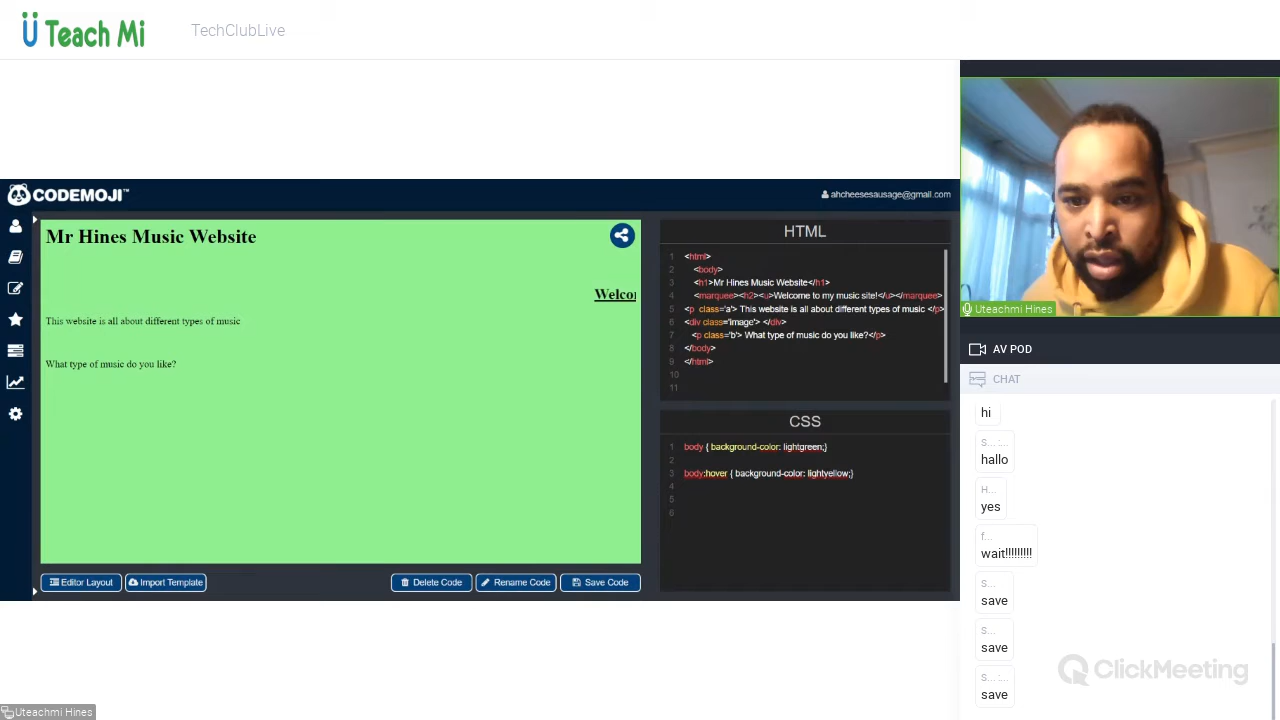 Ü Teach Mi
TechClubLive
CODEMOJI™
ahcheesesausage@gmail.com
Mr Hines Music Website
Welcom
This website is all about different types of music
What type of music do you like?
HTML
1 <html>
2 <body>
3 <h1>Mr Hines Music Website</h1>
4 <marquee><h2><u>Welcome to my music site!</u></marquee>
5 <p class='a'> This website is all about different types of music </p>
6 <div class='image'> </div>
7 <p class='b'> What type of music do you like?</p>
8 </body>
9 </html>
10
11
CSS
1 body { background-color: lightgreen;}
2
3 body:hover { background-color: lightyellow;}
4
5
6
Editor Layout
Import Template
Delete Code
Rename Code
Save Code
Uteachmi Hines
AV POD
CHAT
hi
S... :...
hallo
H...
yes
f...
wait!!!!!!!!!
S...
save
S...
save
S... :...
save
ClickMeeting
Uteachmi Hines